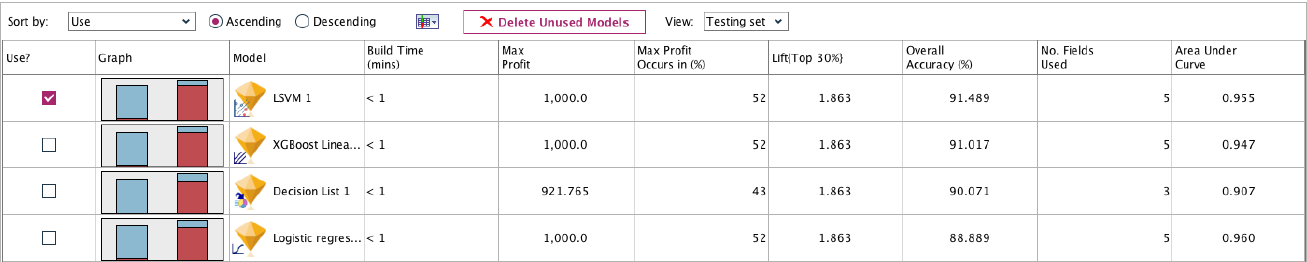 Sort by: Use Ascending Descending Delete Unused Models View: Testing set
Use? Graph Model Build Time (mins) Max Profit Max Profit Occurs in (%) Lift{Top 30%} Overall Accuracy (%) No. Fields Used Area Under Curve
LSVM 1 < 1 1,000.0 52 1.863 91.489 5 0.955
XGBoost Linea... < 1 1,000.0 52 1.863 91.017 5 0.947
Decision List 1 < 1 921.765 43 1.863 90.071 3 0.907
Logistic regres... < 1 1,000.0 52 1.863 88.889 5 0.960